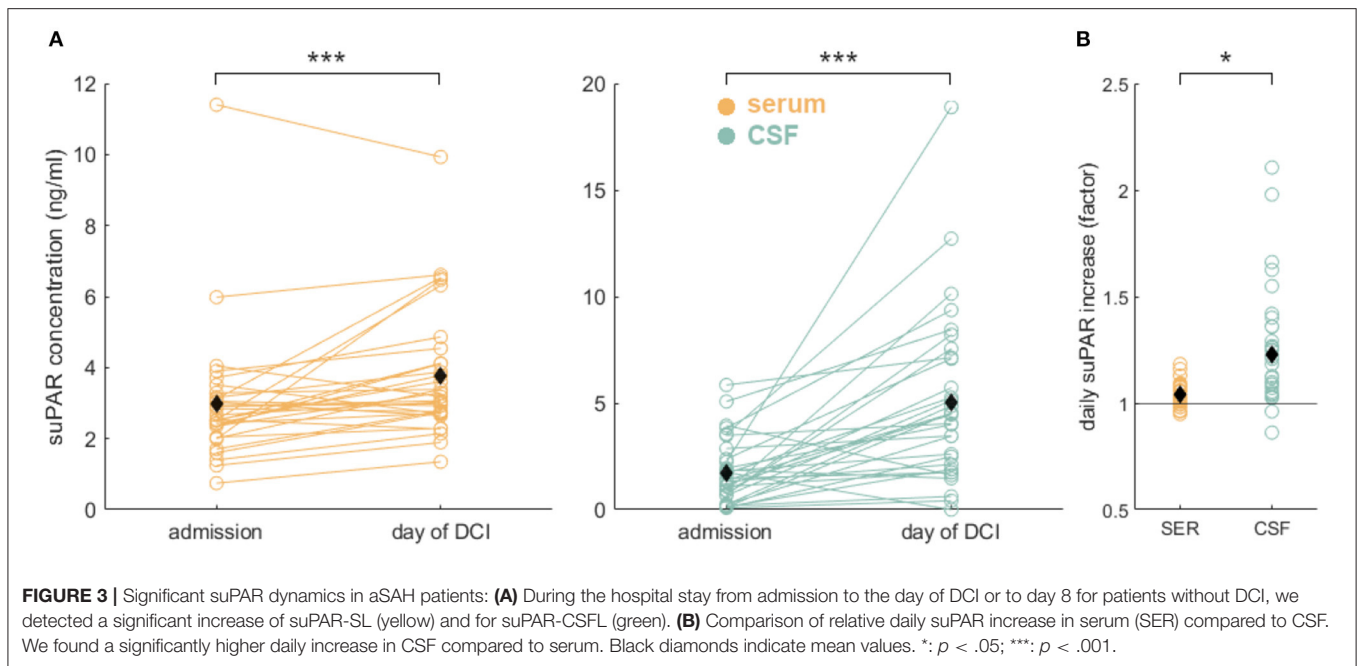 A
B
***
***
*
12
10
8
6
4
2
0
suPAR concentration (ng/ml)
admission
day of DCI
20
15
10
5
0
serum
CSF
admission
day of DCI
2.5
2
1.5
1
0.5
daily suPAR increase (factor)
SER
CSF
FIGURE 3 | Significant suPAR dynamics in aSAH patients: (A) During the hospital stay from admission to the day of DCI or to day 8 for patients without DCI, we
detected a significant increase of suPAR-SL (yellow) and for suPAR-CSFL (green). (B) Comparison of relative daily suPAR increase in serum (SER) compared to CSF.
We found a significantly higher daily increase in CSF compared to serum. Black diamonds indicate mean values. *: p < .05; ***: p < .001.